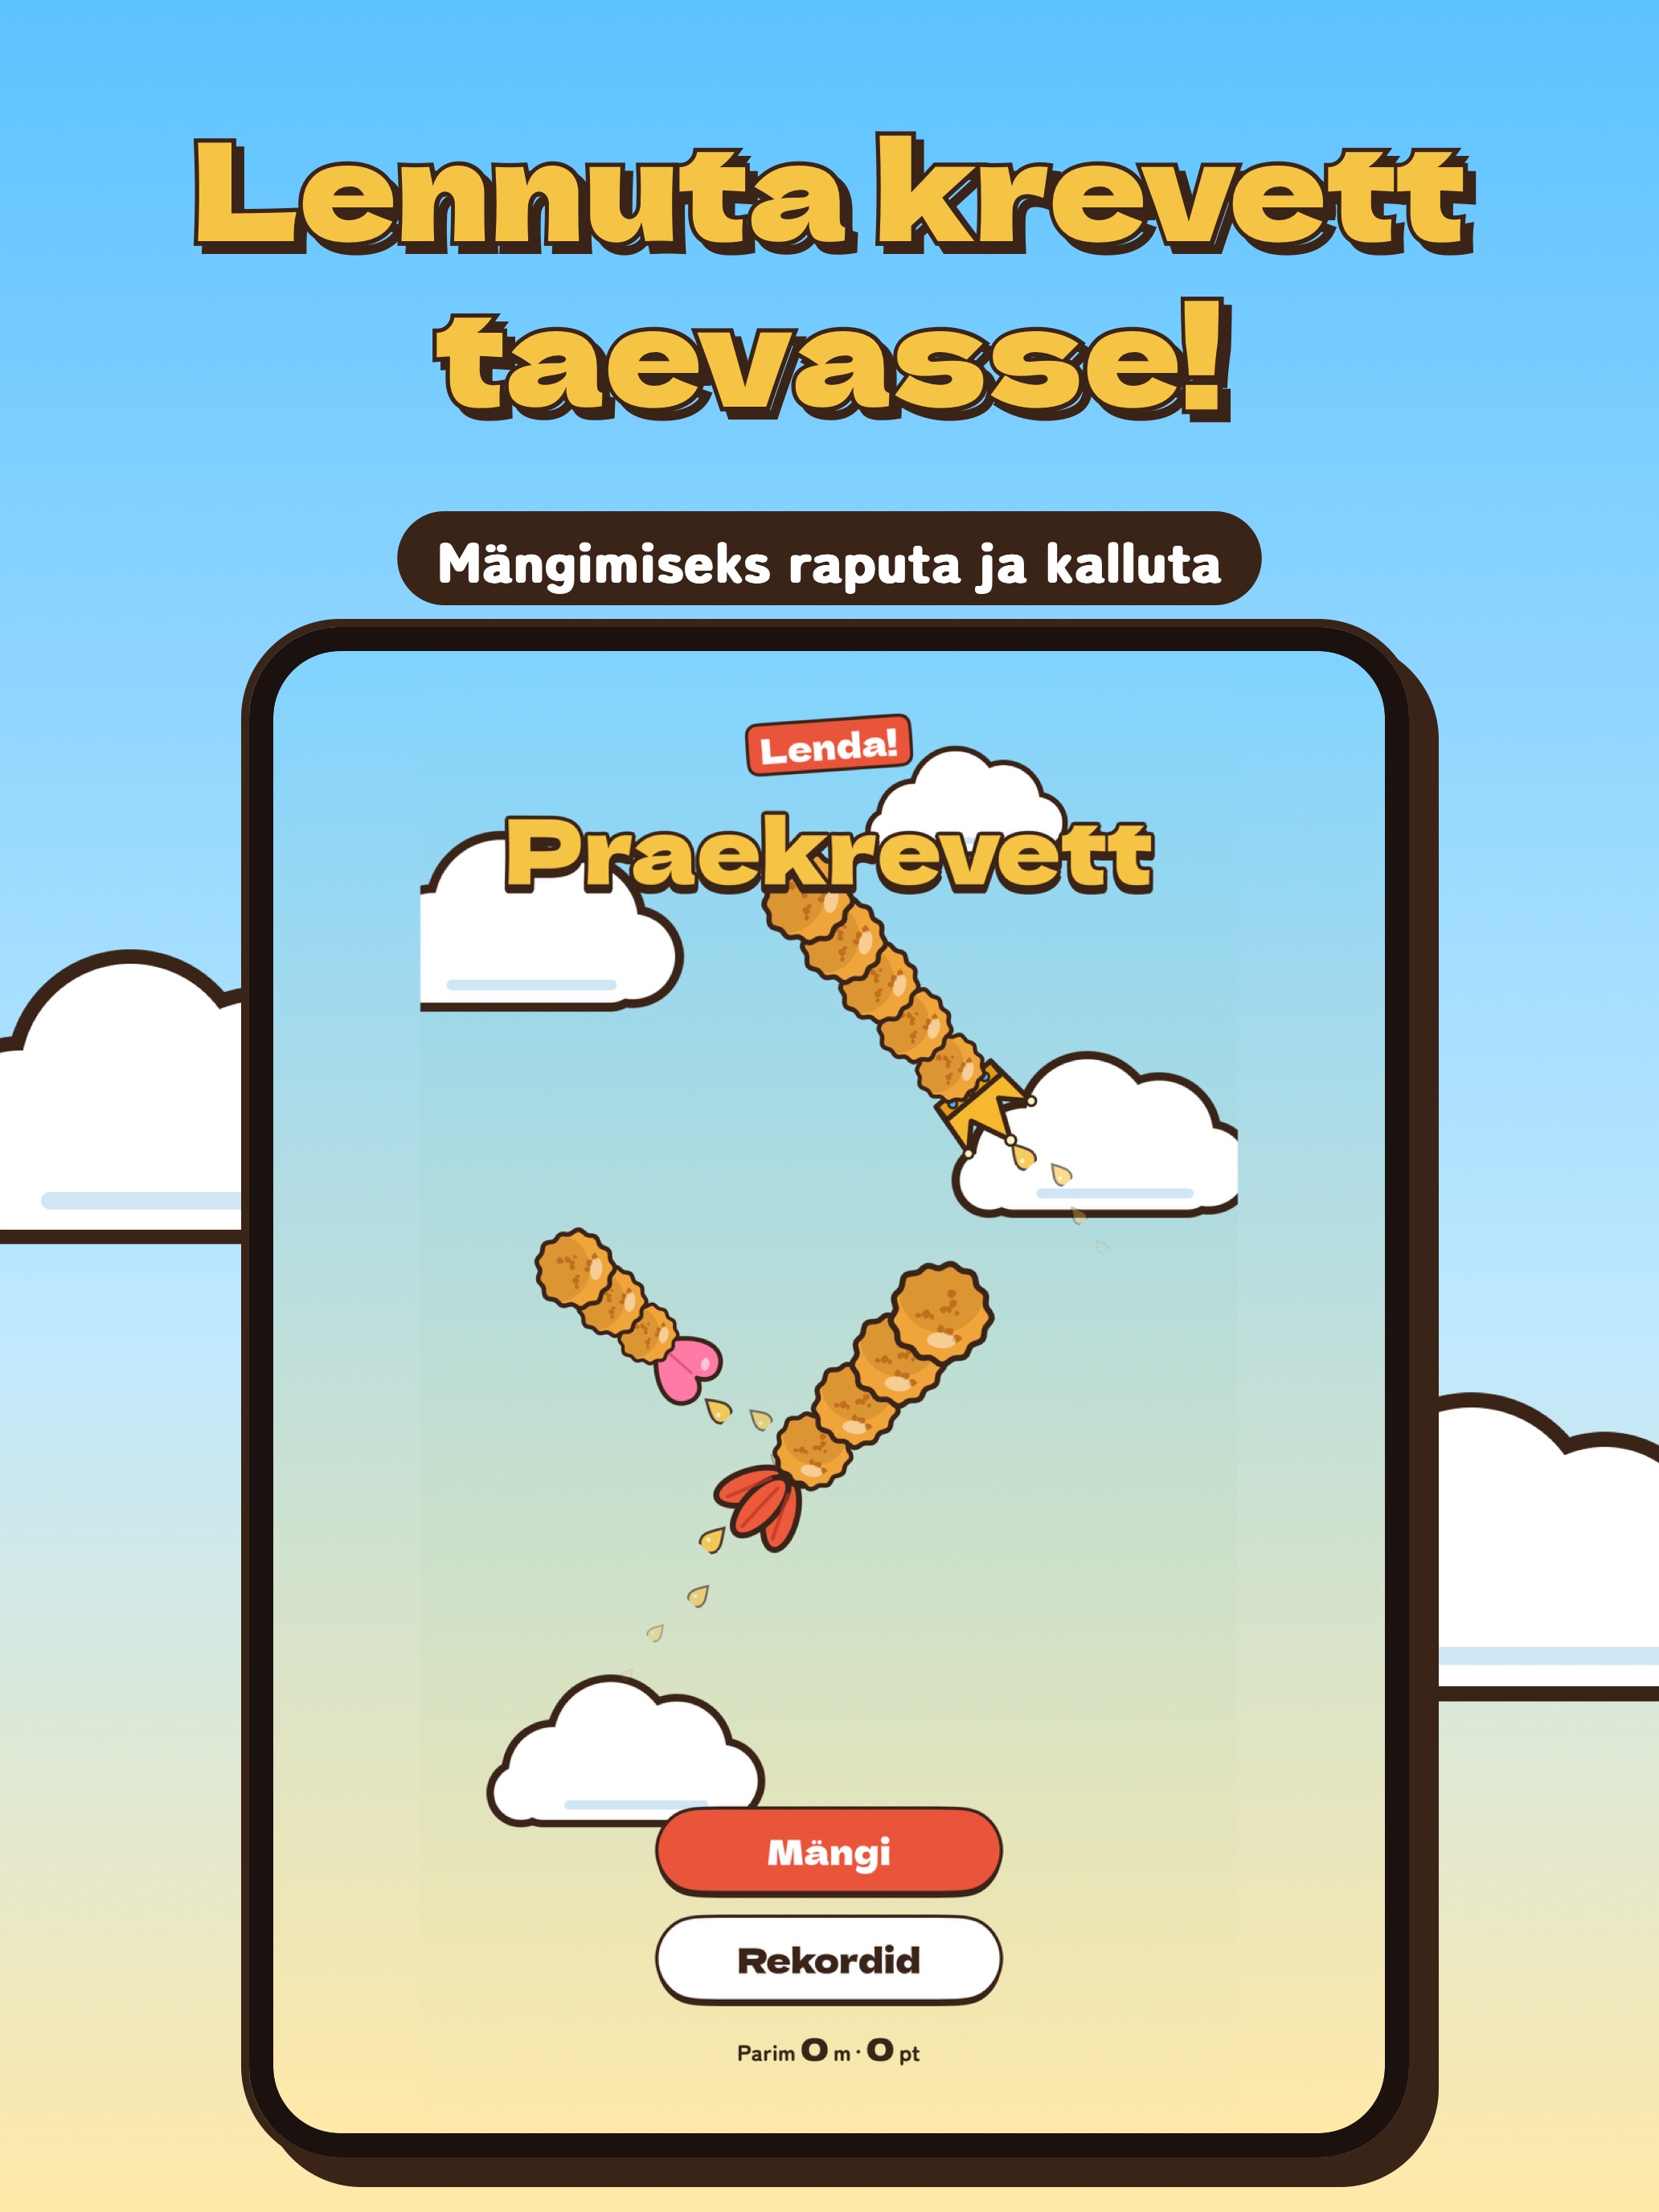 Lennuta krevett
taevasse!
Mängimiseks raputa ja kalluta
Lenda!
Praekrevett
Mängi
Rekordid
Parim 0 m · 0 pt